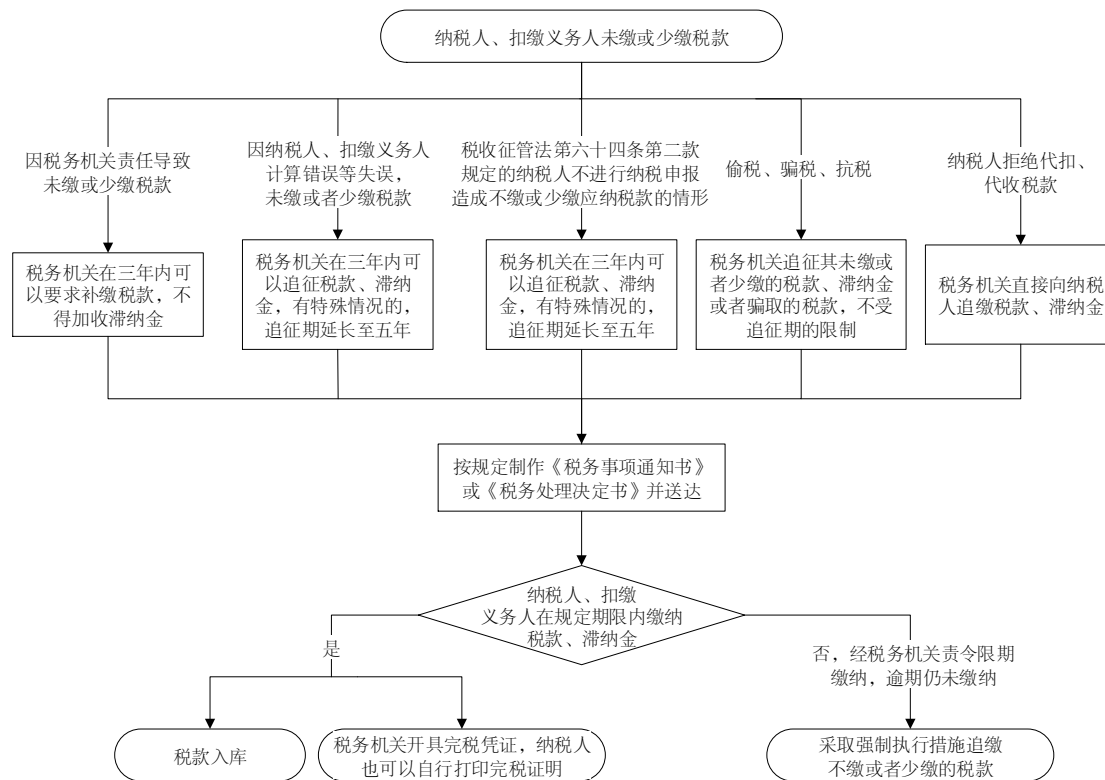 纳税人、扣缴义务人未缴或少缴税款
因税务机关责任导致
未缴或少缴税款
因纳税人、扣缴义务人
计算错误等失误，
未缴或者少缴税款
税收征管法第六十四条第二款
规定的纳税人不进行纳税申报
造成不缴或少缴应纳税款的情形
偷税、骗税、抗税
纳税人拒绝代扣、
代收税款
税务机关在三年内可
以要求补缴税款，不
得加收滞纳金
税务机关在三年内可
以追征税款、滞纳
金，有特殊情况的，
追征期延长至五年
税务机关在三年内可
以追征税款、滞纳
金，有特殊情况的，
追征期延长至五年
税务机关追征其未缴或
者少缴的税款、滞纳金
或者骗取的税款，不受
追征期的限制
税务机关直接向纳税
人追缴税款、滞纳金
按规定制作《税务事项通知书》
或《税务处理决定书》并送达
纳税人、扣缴
义务人在规定期限内缴纳
税款、滞纳金
是
否，经税务机关责令限期
缴纳，逾期仍未缴纳
税款入库
税务机关开具完税凭证，纳税人
也可以自行打印完税证明
采取强制执行措施追缴
不缴或者少缴的税款